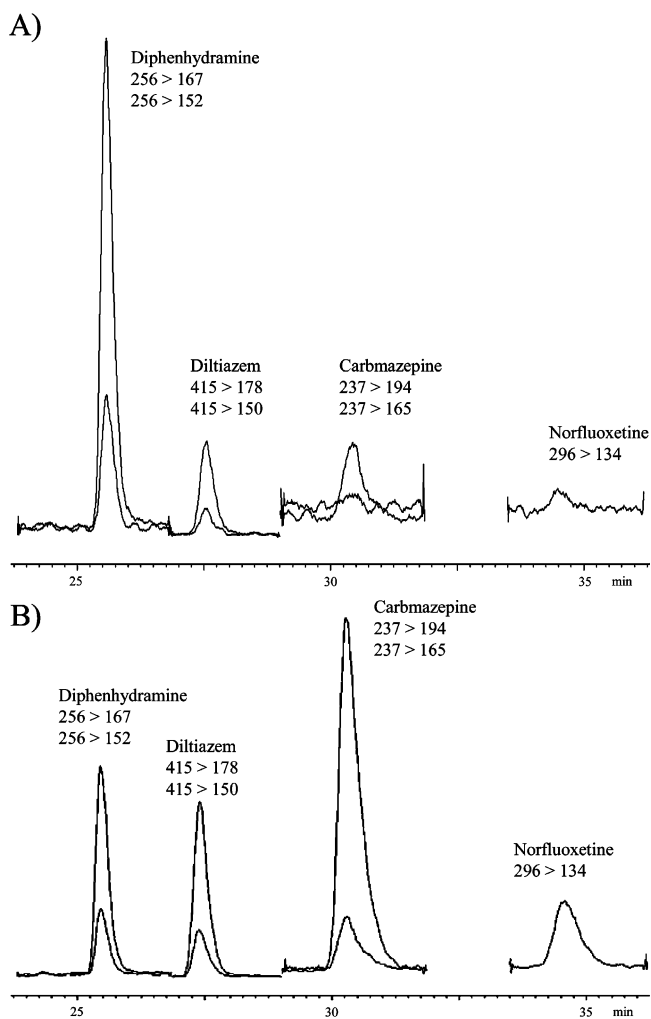 A)
Diphenhydramine
256 > 167
256 > 152
Diltiazem
415 > 178
415 > 150
Carbmazepine
237 > 194
237 > 165
Norfluoxetine
296 > 134
25
30
35
min
B)
Carbmazepine
237 > 194
237 > 165
Diphenhydramine
256 > 167
256 > 152
Diltiazem
415 > 178
415 > 150
Norfluoxetine
296 > 134
25
30
35
min